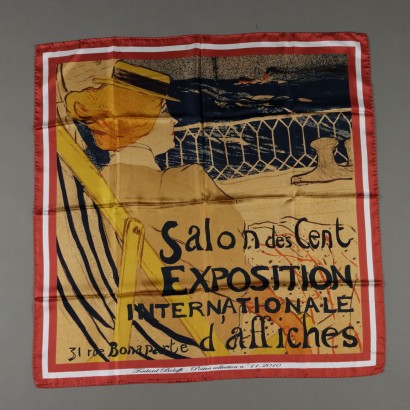 Salon des Cent
EXPOSITION
INTERNATIONALE
d'affiches
31 rue Bonaparte